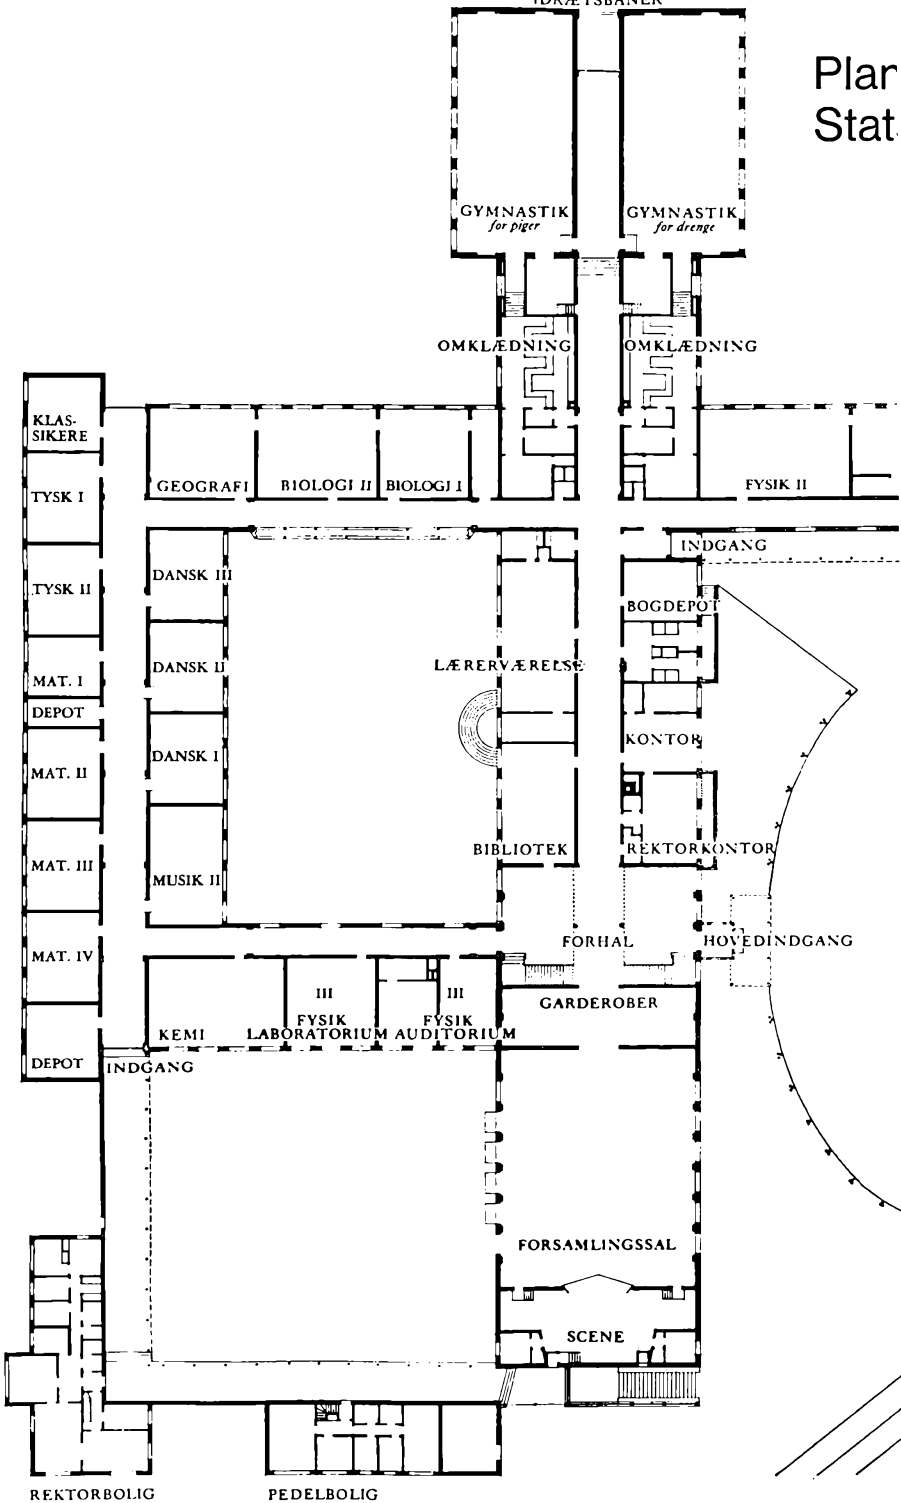 IDRÆTSBANER
Plan
Stats
GYMNASTIK
for piger
GYMNASTIK
for drenge
OMKLÆDNING
OMKLÆDNING
KLAS-
SIKERE
TYSK I
GEOGRAFI
BIOLOGI II
BIOLOGI I
FYSIK II
INDGANG
TYSK II
DANSK III
BOGDEPOT
MAT. I
DANSK II
LÆRERVÆRELSE
DEPOT
KONTOR
MAT. II
DANSK I
BIBLIOTEK
REKTORKONTOR
MAT. III
MUSIK II
MAT. IV
FORHAL
HOVEDINDGANG
GARDEROBER
KEMI
III
FYSIK
LABORATORIUM
III
FYSIK
AUDITORIUM
DEPOT
INDGANG
FORSAMLINGSSAL
SCENE
REKTORBOLIG
PEDELBOLIG